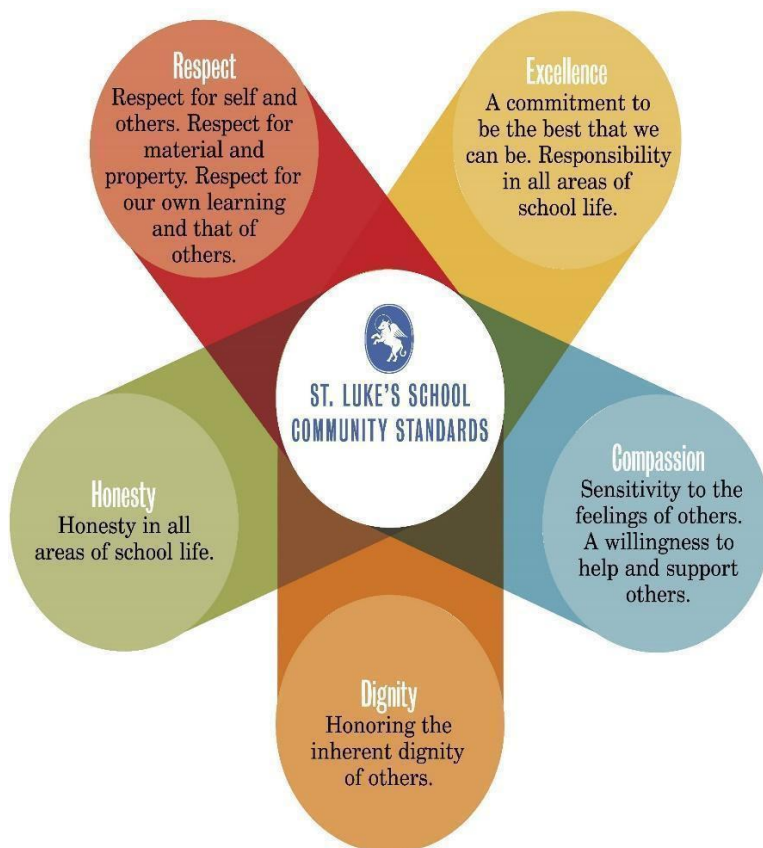 Respect
Respect for self and
others. Respect for
material and
property. Respect for
our own learning
and that of
others.
Excellence
A commitment to
be the best that we
can be. Responsibility
in all areas of
school life.
ST. LUKE'S SCHOOL
COMMUNITY STANDARDS
Honesty
Honesty in all
areas of school life.
Compassion
Sensitivity to the
feelings of others.
A willingness to
help and support
others.
Dignity
Honoring the
inherent dignity
of others.